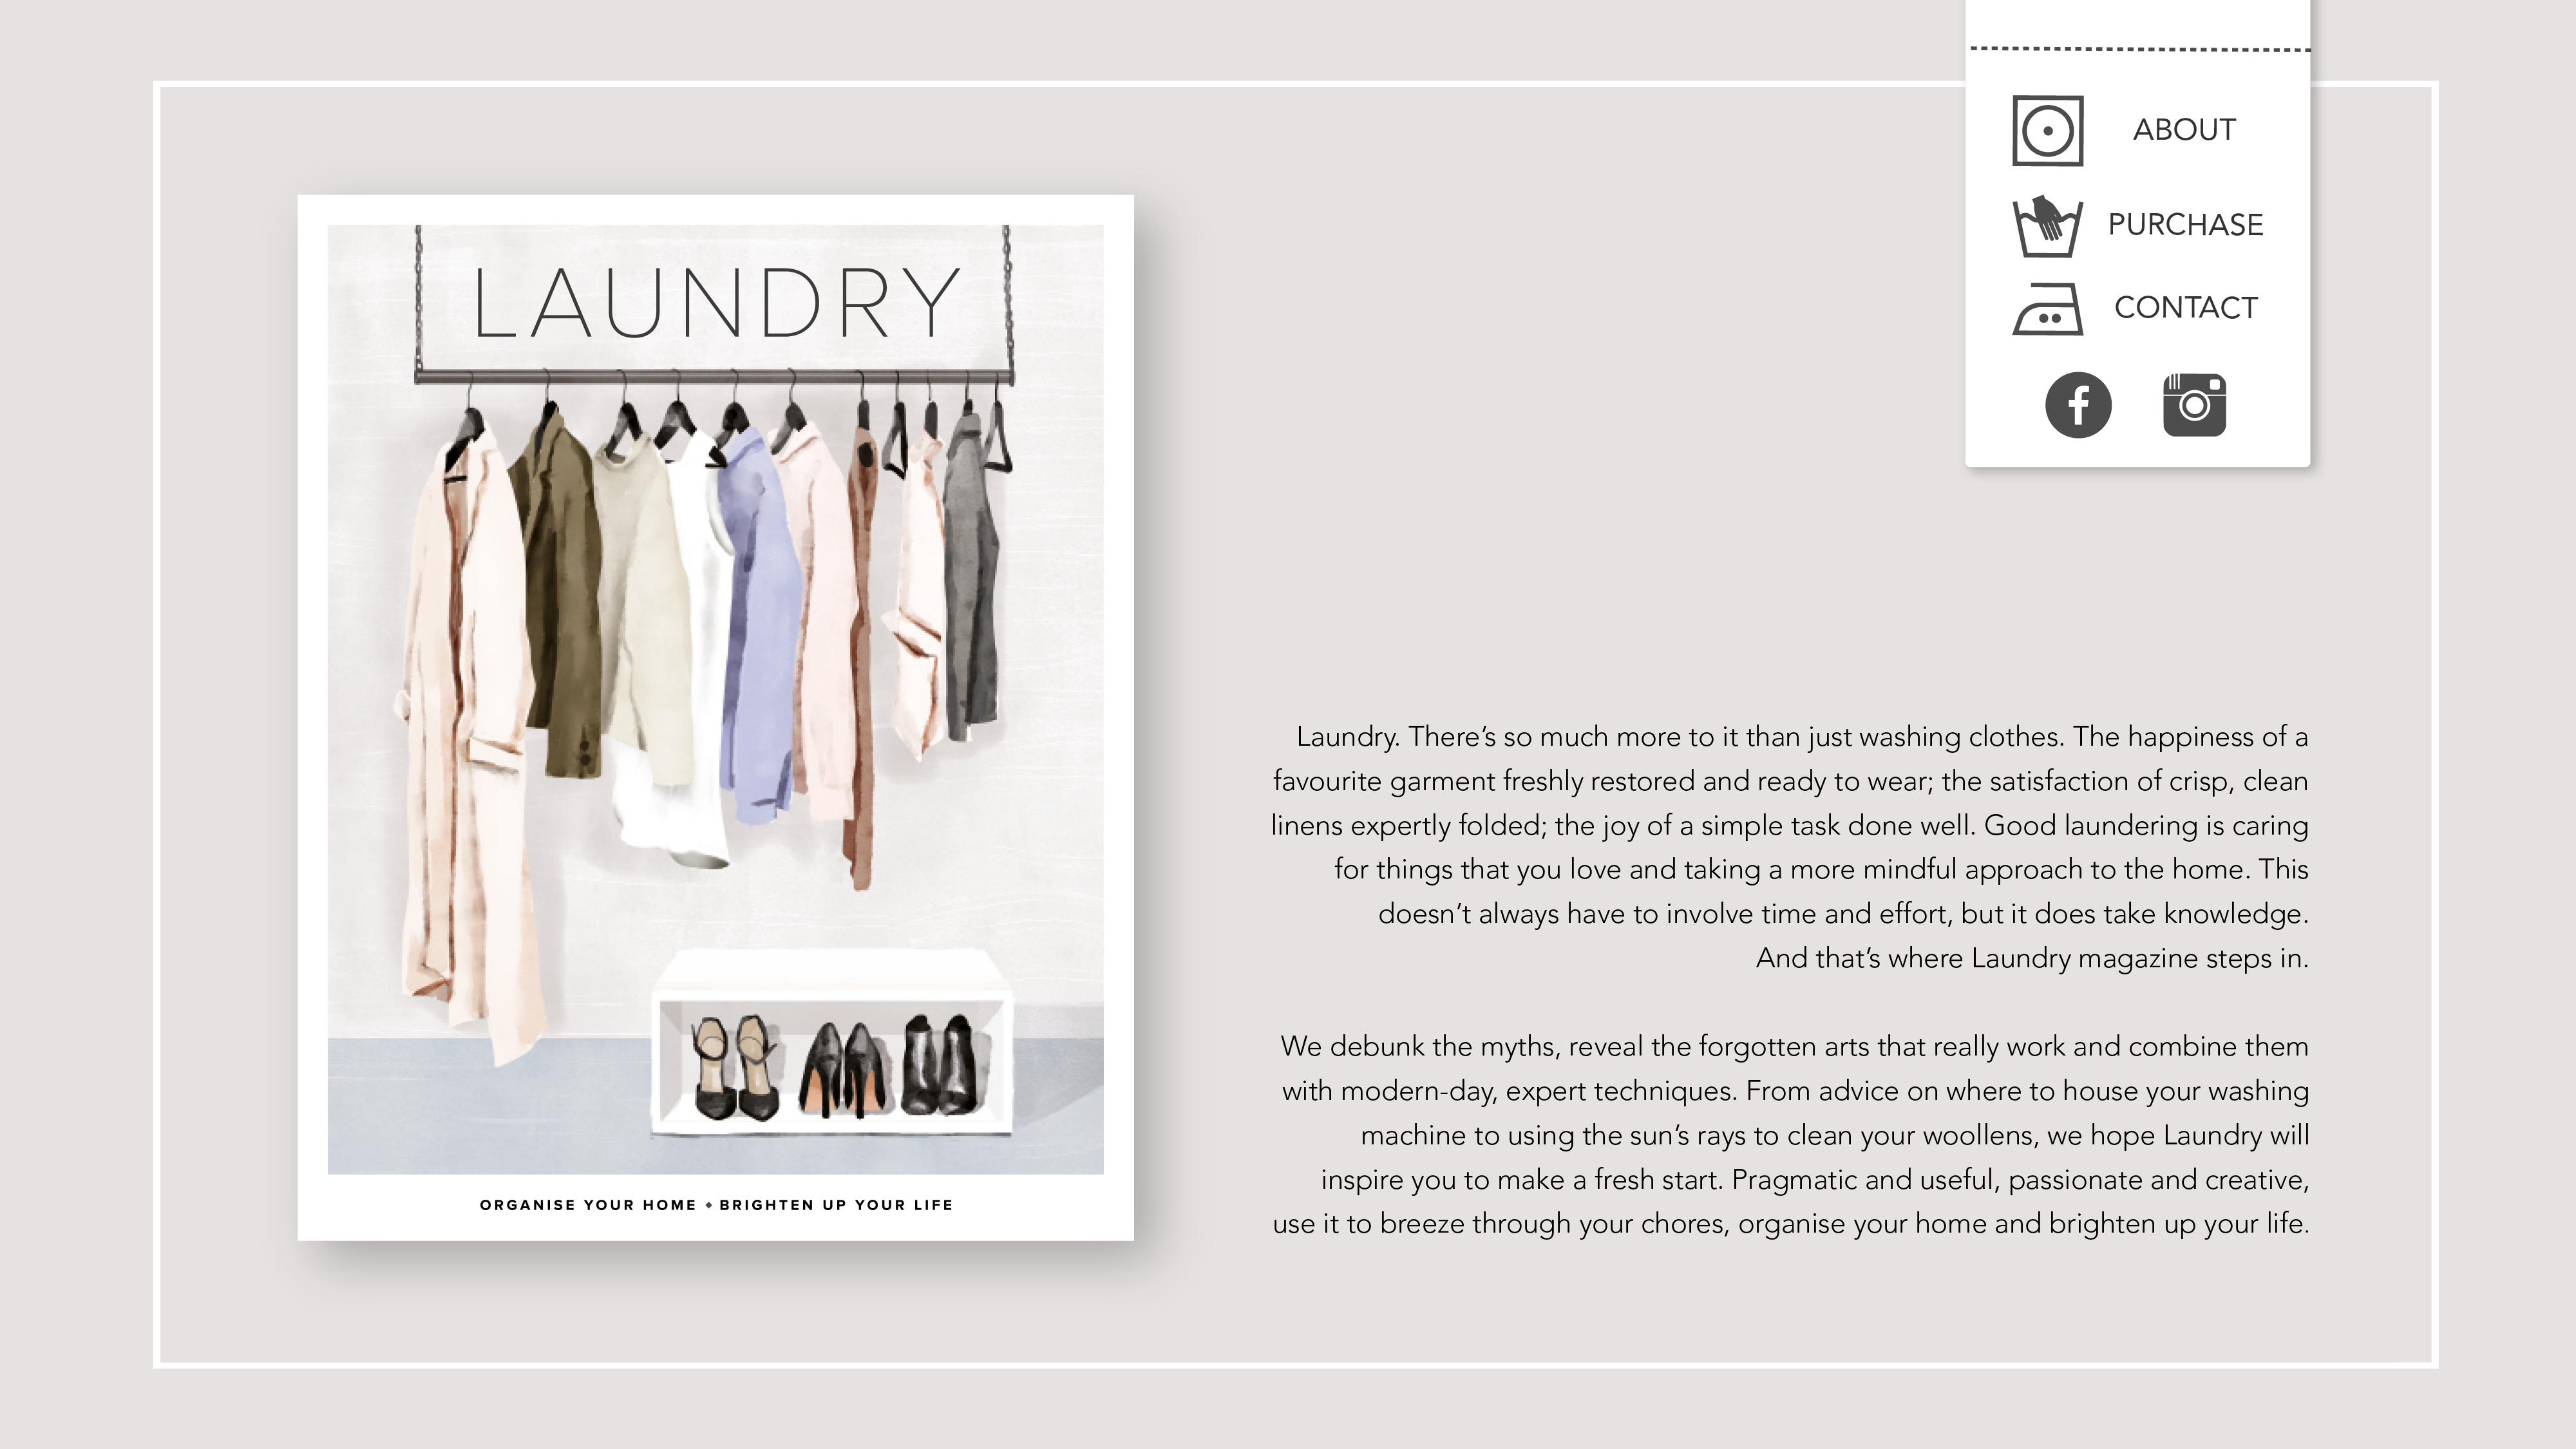 ABOUT
PURCHASE
CONTACT
LAUNDRY
ORGANISE YOUR HOME ◆ BRIGHTEN UP YOUR LIFE
Laundry. There’s so much more to it than just washing clothes. The happiness of a
favourite garment freshly restored and ready to wear; the satisfaction of crisp, clean
linens expertly folded; the joy of a simple task done well. Good laundering is caring
for things that you love and taking a more mindful approach to the home. This
doesn’t always have to involve time and effort, but it does take knowledge.
And that’s where Laundry magazine steps in.
We debunk the myths, reveal the forgotten arts that really work and combine them
with modern-day, expert techniques. From advice on where to house your washing
machine to using the sun’s rays to clean your woollens, we hope Laundry will
inspire you to make a fresh start. Pragmatic and useful, passionate and creative,
use it to breeze through your chores, organise your home and brighten up your life.